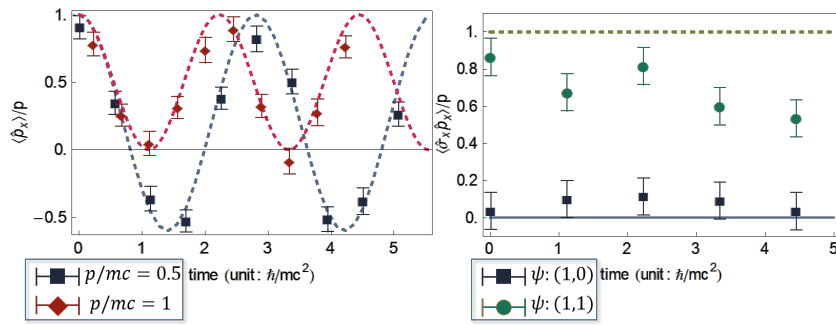 ⟨p̂ₓ⟩/p
1.
0.5
0
−0.5
0 1 2 3 4 5
time (unit: ℏ/mc²)
p/mc = 0.5
p/mc = 1
⟨σ̂ₓp̂ₓ⟩/p
1.
0.8
0.6
0.4
0.2
0.
0 1 2 3 4 5
time (unit: ℏ/mc²)
ψ: (1,0)
ψ: (1,1)